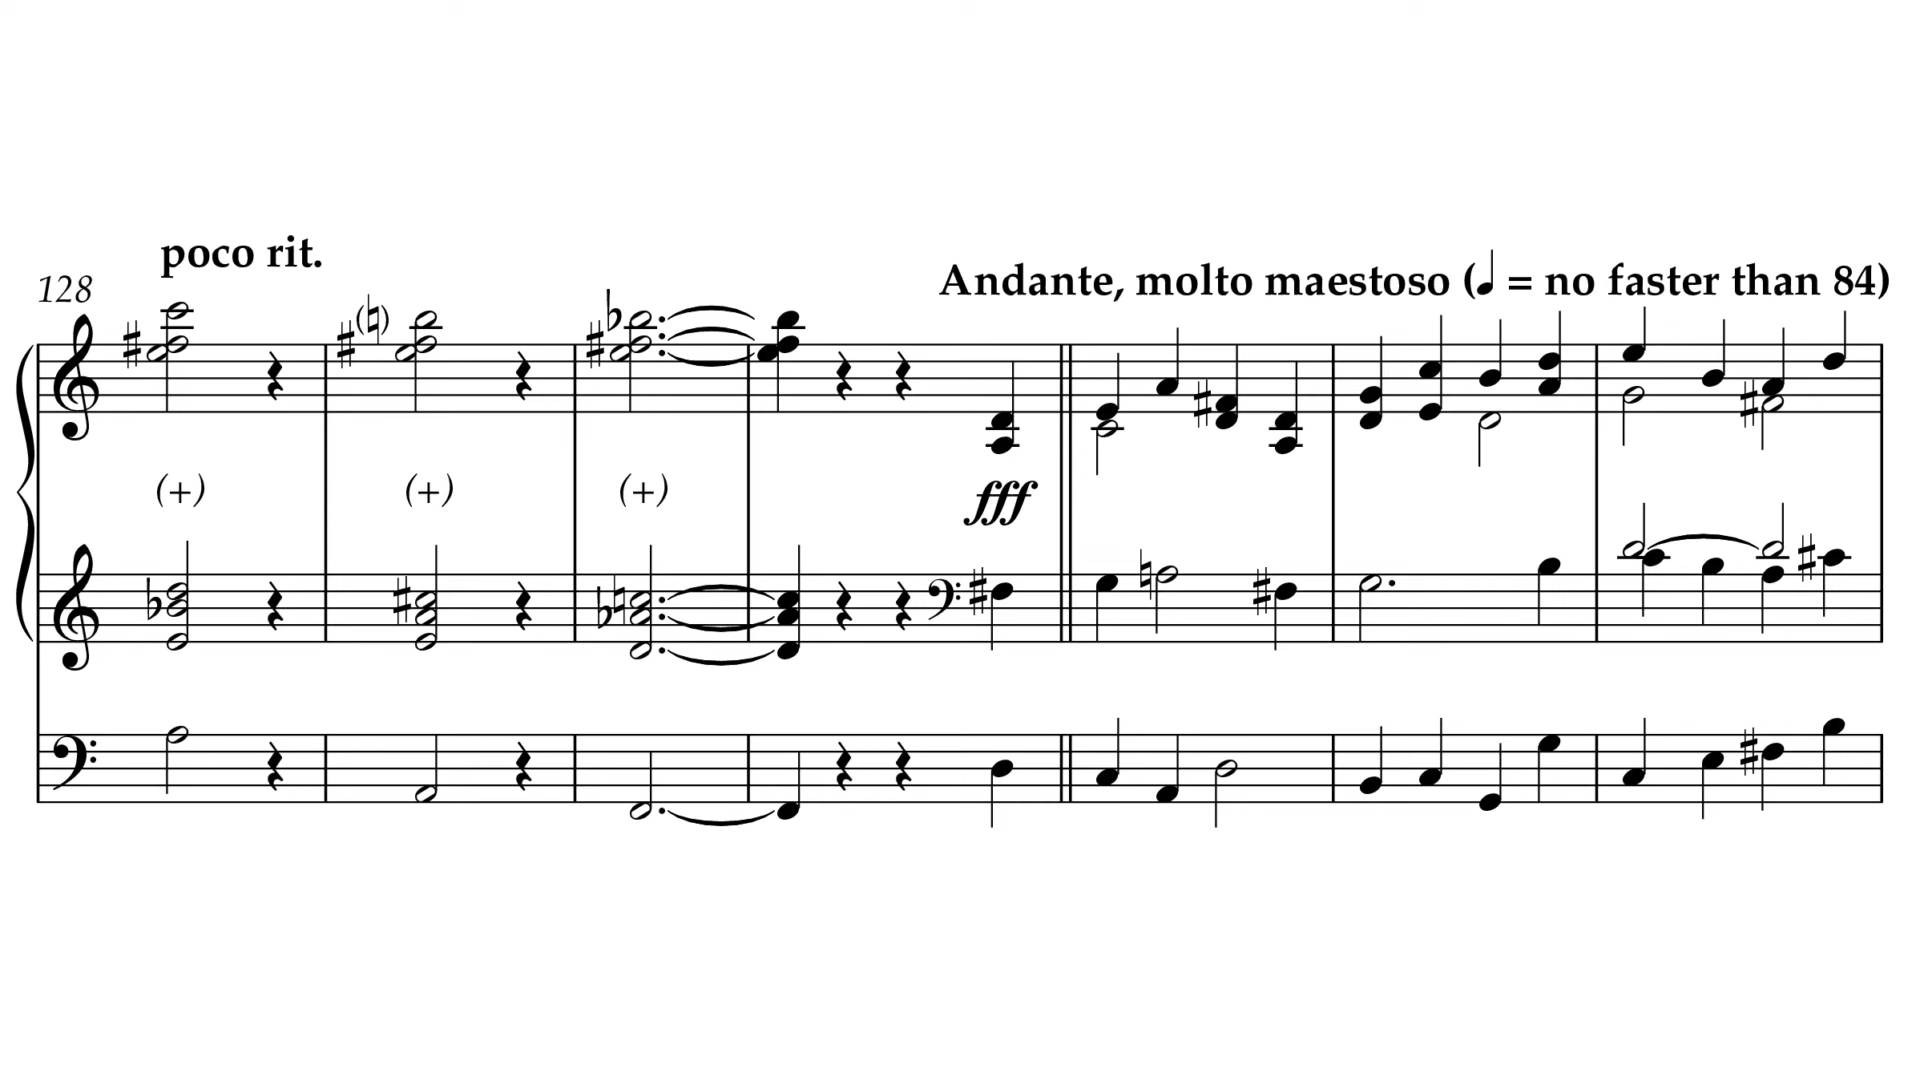 poco rit.
128
Andante, molto maestoso (♩ = no faster than 84)
(+) (+) (+) fff